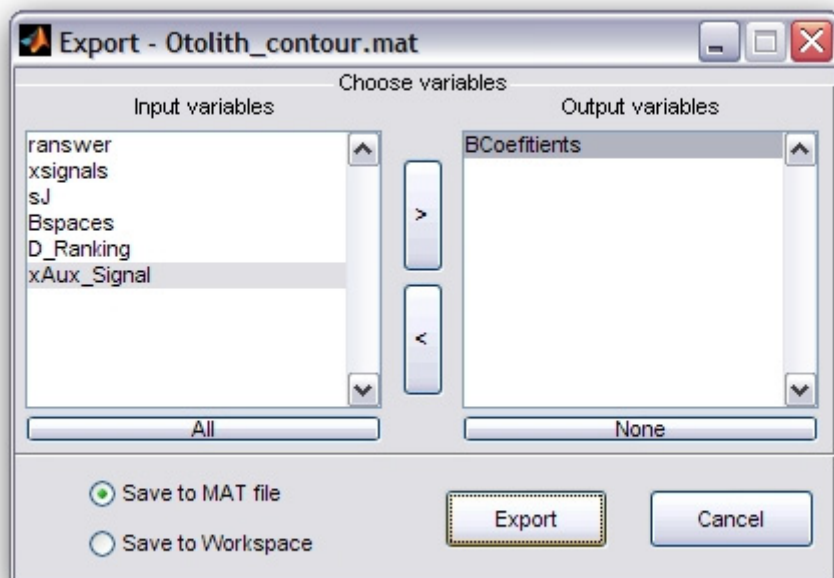 Export - Otolith_contour.mat
Choose variables
Input variables
Output variables
ranswer
xsignals
sJ
Bspaces
D_Ranking
xAux_Signal
>
<
BCoefitients
All
None
Save to MAT file
Save to Workspace
Export
Cancel